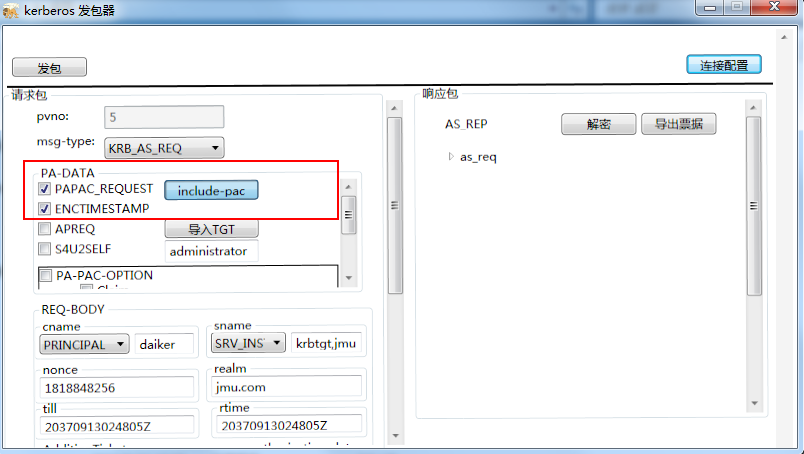 kerberos 发包器
发包
连接配置
请求包
pvno:
5
msg-type:
KRB_AS_REQ
PA-DATA
PAPAC_REQUEST
include-pac
ENCTIMESTAMP
APREQ
导入TGT
S4U2SELF
administrator
PA-PAC-OPTION
Claim
REQ-BODY
cname
PRINCIPAL
daiker
sname
SRV_INS
krbtgt,jmu
nonce
1818848256
realm
jmu.com
till
20370913024805Z
rtime
20370913024805Z
响应包
AS_REP
解密
导出票据
as_req